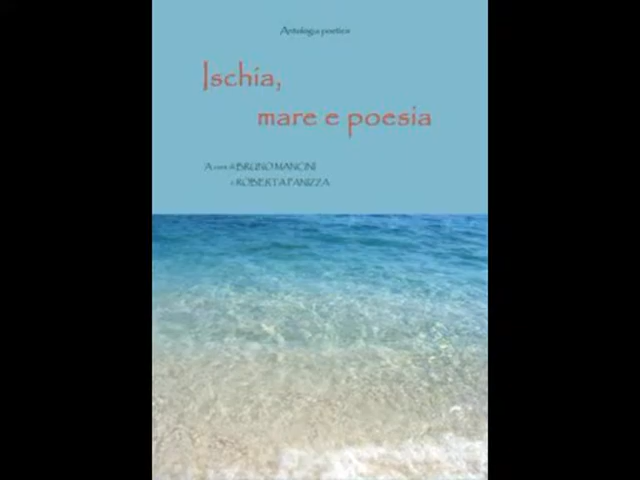 Antologia poetica
Ischia,
mare e poesia
A cura di BRUNO MANCINI
e ROBERTA PANIZZA